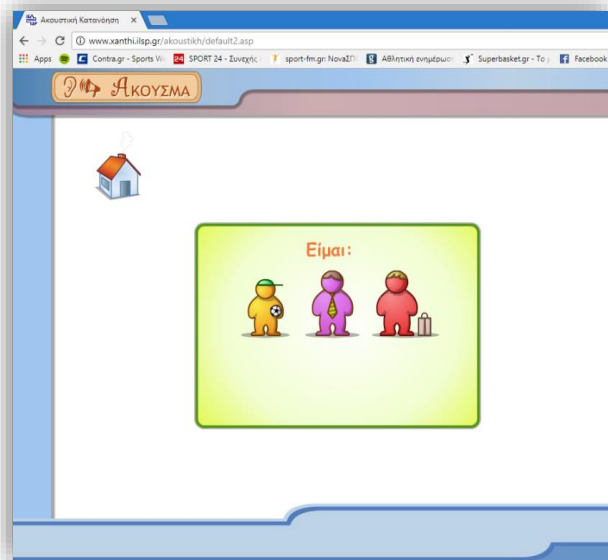 Ακουστική Κατανόηση
www.xanthi.ilsp.gr/akoustikh/default2.asp
Apps Contra.gr - Sports W SPORT 24 - Συνεχής sport-fm.gr: NovaΣΠ Αθλητική ενημέρωσ Superbasket.gr - Το Facebook
ΑΚΟΥΣΜΑ
Είμαι: